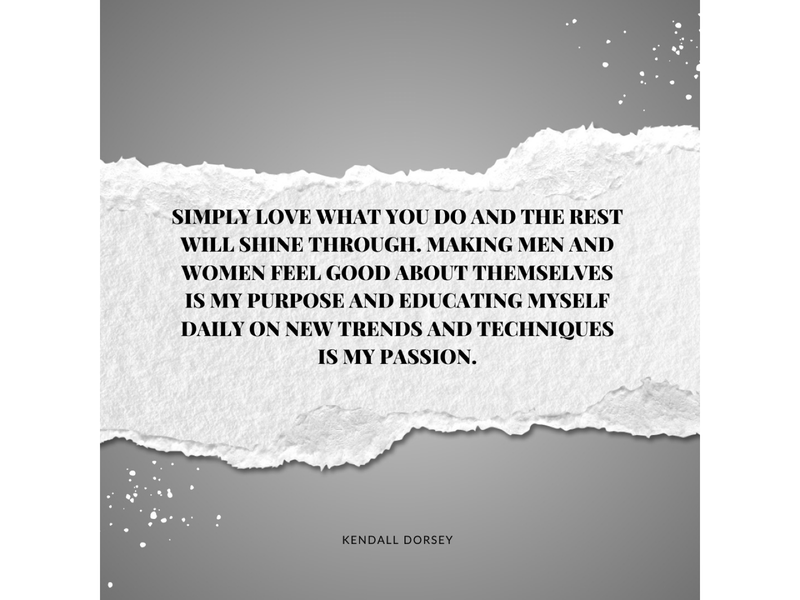 SIMPLY LOVE WHAT YOU DO AND THE REST
WILL SHINE THROUGH. MAKING MEN AND
WOMEN FEEL GOOD ABOUT THEMSELVES
IS MY PURPOSE AND EDUCATING MYSELF
DAILY ON NEW TRENDS AND TECHNIQUES
IS MY PASSION.
KENDALL DORSEY